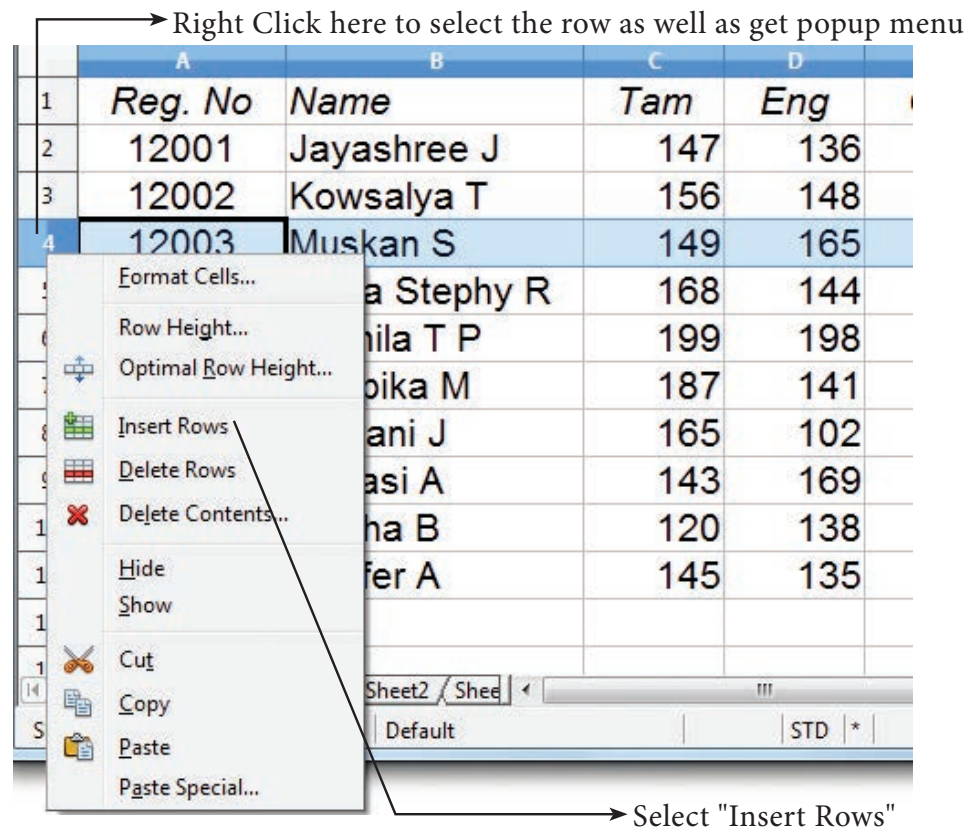 Right Click here to select the row as well as get popup menu
A B C D
1 Reg. No Name Tam Eng
2 12001 Jayashree J 147 136
3 12002 Kowsalya T 156 148
4 12003 Muskan S 149 165
Format Cells...
a Stephy R 168 144
Row Height...
ila T P 199 198
Optimal Row Height...
ika M 187 141
Insert Rows
ani J 165 102
Delete Rows
asi A 143 169
Delete Contents...
ha B 120 138
Hide
fer A 145 135
Show
Cut
Sheet2 Shee
Copy
Default STD *
Paste
Paste Special...
Select "Insert Rows"